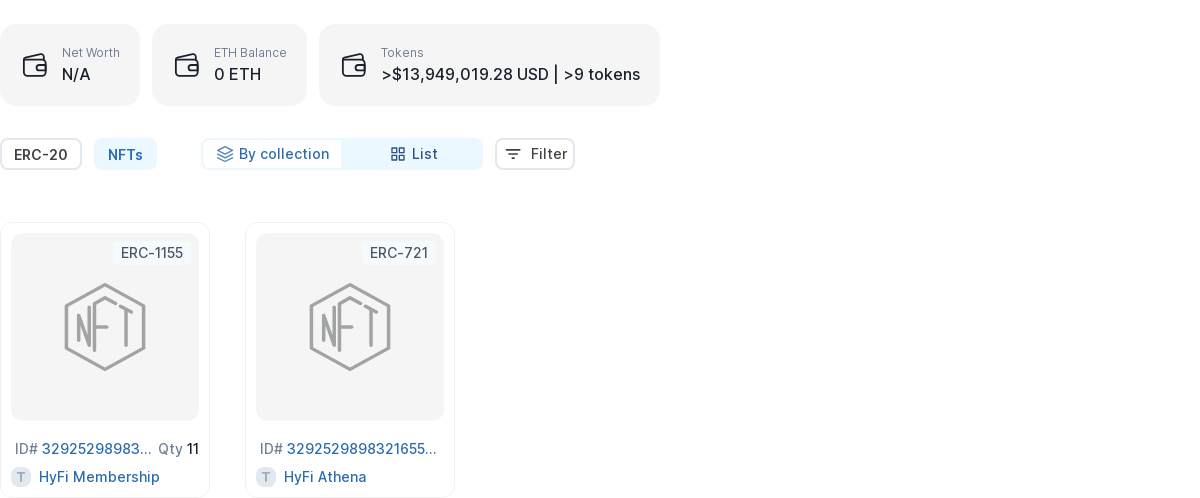 Net Worth
N/A
ETH Balance
0 ETH
Tokens
>$13,949,019.28 USD | >9 tokens
ERC-20 NFTs By collection List Filter
ERC-1155
NFT
ID# 32925298983... Qty 11
T HyFi Membership
ERC-721
NFT
ID# 3292529898321655...
T HyFi Athena